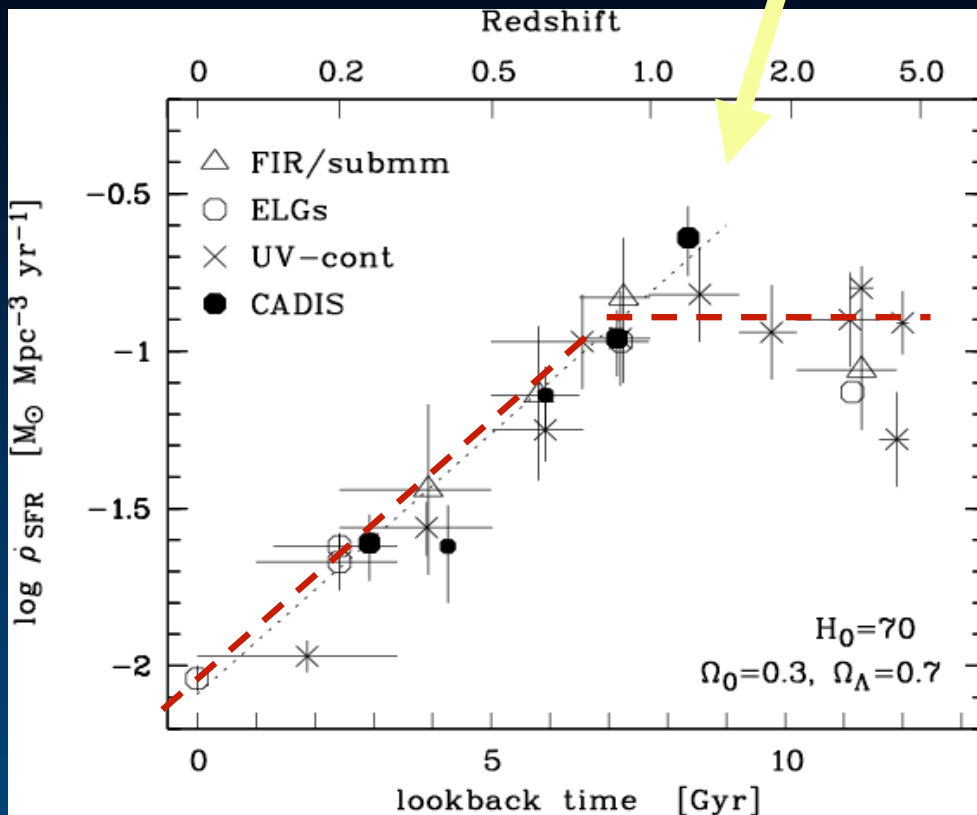 Redshift
0 0.2 0.5 1.0 2.0 5.0
FIR/submm
ELGs
UV-cont
CADIS
-0.5
-1
-1.5
-2
log ρ̇SFR [M⊙ Mpc⁻³ yr⁻¹]
H₀=70
Ω₀=0.3, Ω_Λ=0.7
0 5 10
lookback time [Gyr]